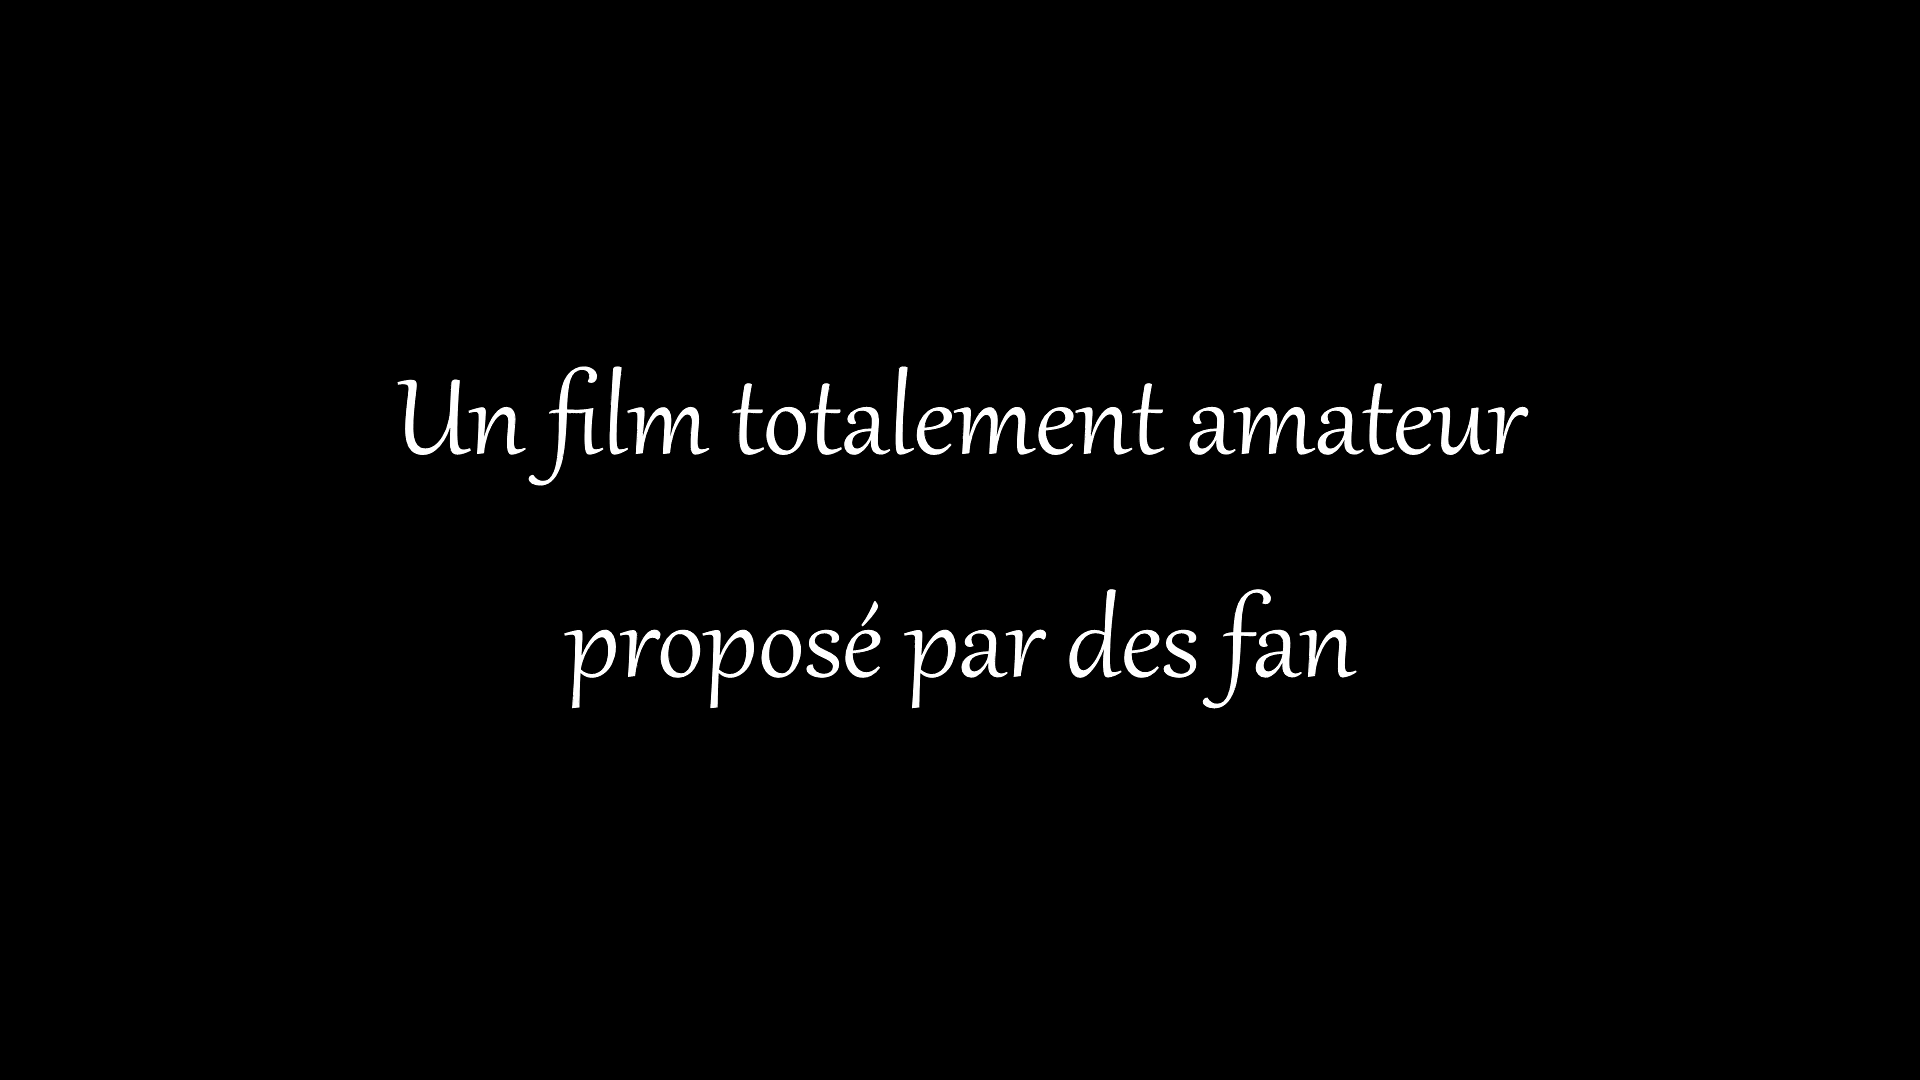 Un film totalement amateur
proposé par des fan